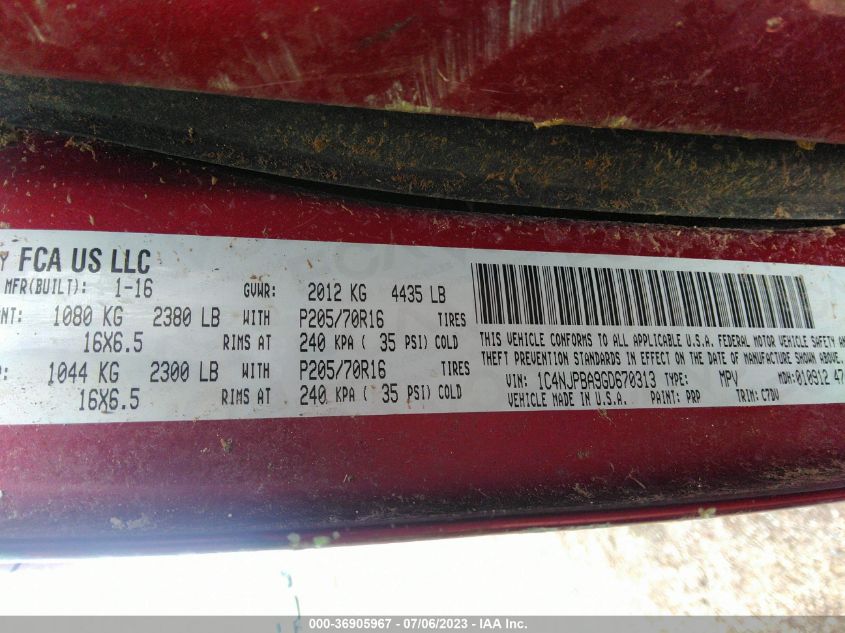 FCA US LLC
MFR(BUILT): 1-16 GVWR: 2012 KG 4435 LB
1080 KG 2380 LB WITH P205/70R16 TIRES
16X6.5 RIMS AT 240 KPA ( 35 PSI) COLD
1044 KG 2300 LB WITH P205/70R16 TIRES
16X6.5 RIMS AT 240 KPA ( 35 PSI) COLD
THIS VEHICLE CONFORMS TO ALL APPLICABLE U.S.A. FEDERAL MOTOR VEHICLE SAFETY
THEFT PREVENTION STANDARDS IN EFFECT ON THE DATE OF MANUFACTURE SHOWN
VIN: 1C4NJPBA9GD670313 TYPE: MPV MDH: 010912 47
VEHICLE MADE IN U.S.A. PAINT: PRP TRIM: C7DV
000-36905967 - 07/06/2023 - IAA Inc.